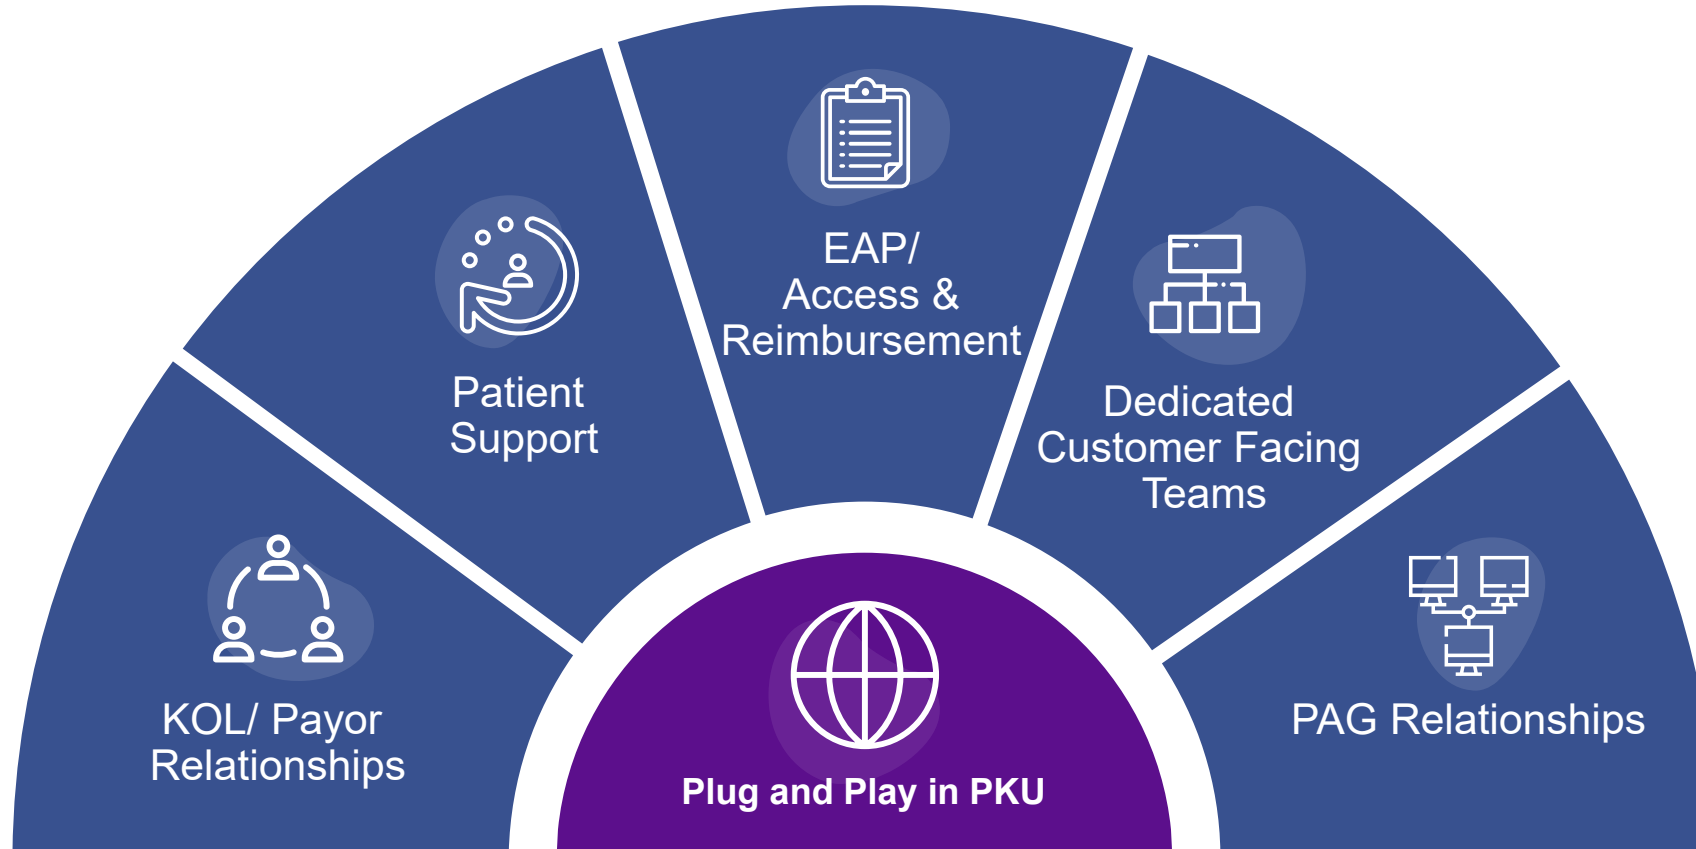 KOL/ Payor
Relationships
Patient
Support
EAP/
Access &
Reimbursement
Dedicated
Customer Facing
Teams
PAG Relationships
Plug and Play in PKU